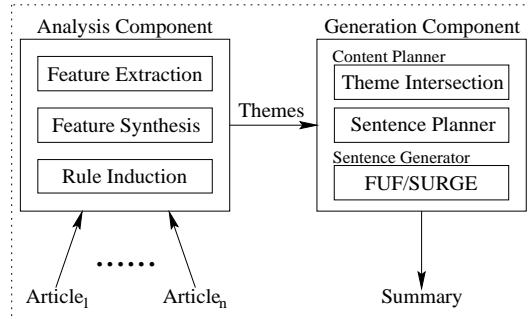 Analysis Component
Feature Extraction
Feature Synthesis
Rule Induction
Themes
Generation Component
Content Planner
Theme Intersection
Sentence Planner
Sentence Generator
FUF/SURGE
Article1
......
Articlen
Summary